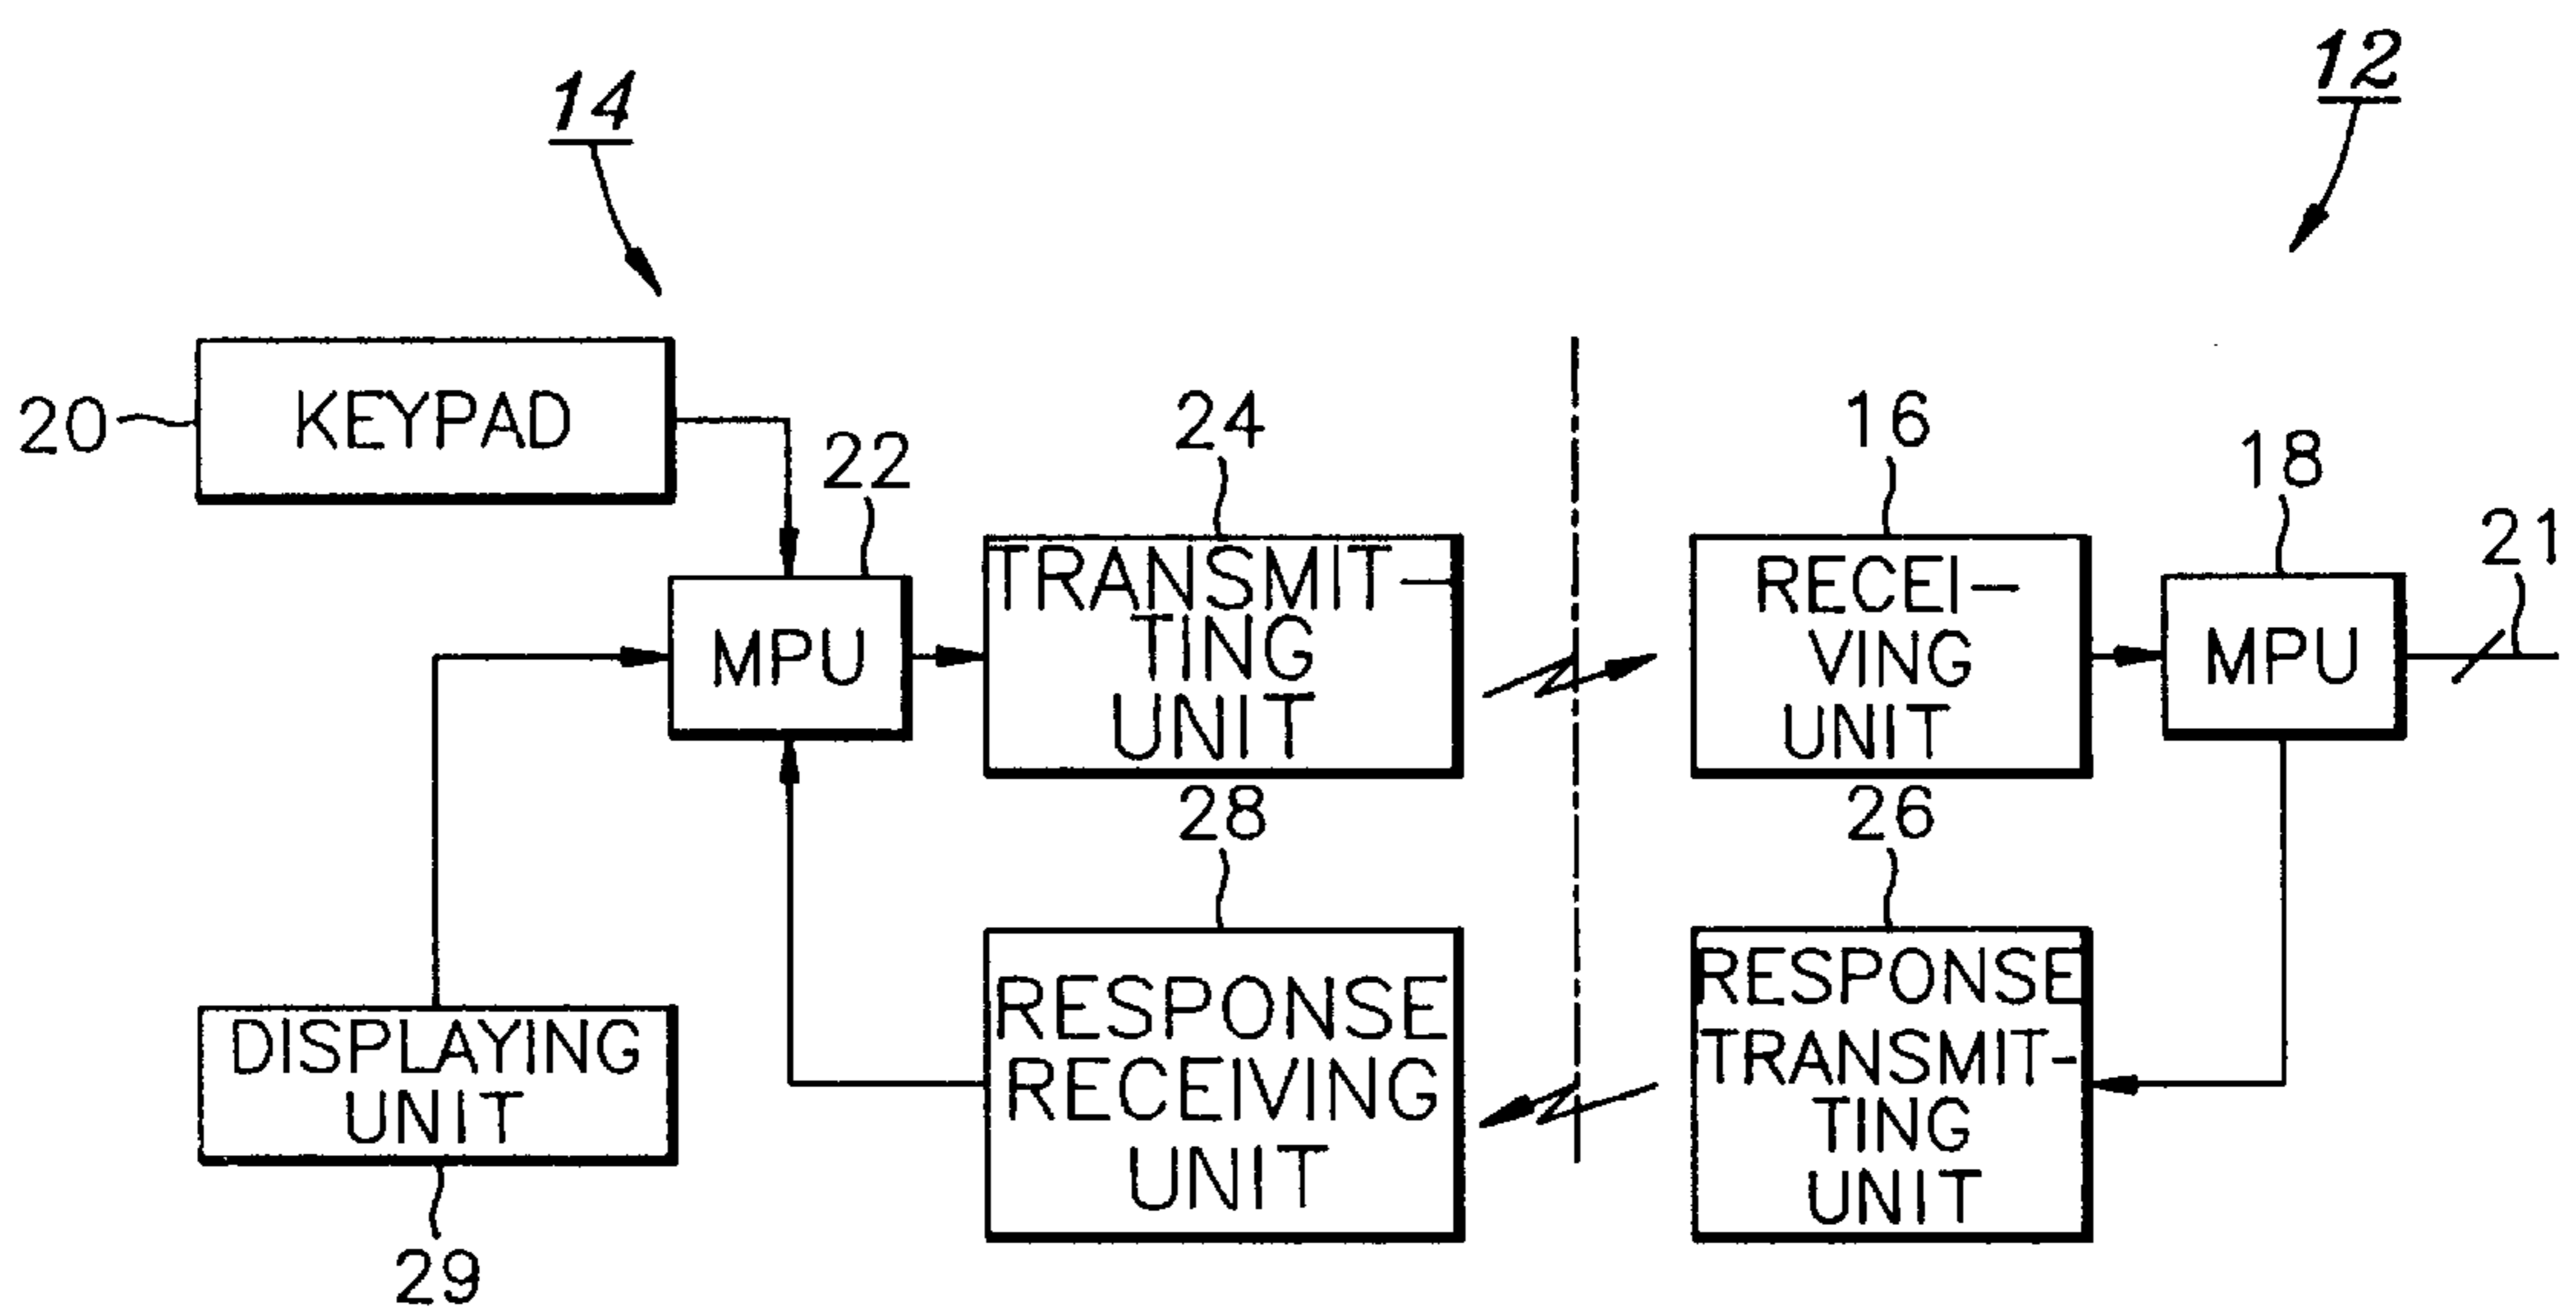 14
12
20
KEYPAD
22
24
16
18
21
MPU
TRANSMIT-
TING
UNIT
RECEI-
VING
UNIT
MPU
28
26
DISPLAYING
UNIT
29
RESPONSE
RECEIVING
UNIT
RESPONSE
TRANSMIT-
TING
UNIT